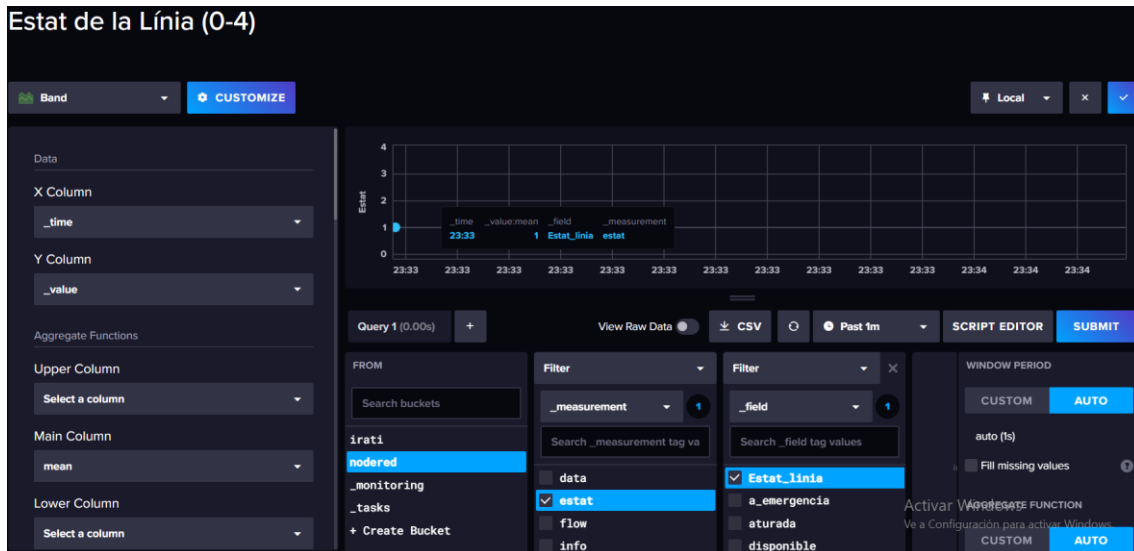 Estat de la Línia (0-4)
Band
CUSTOMIZE
Local
Data
X Column
_time
Y Column
_value
Aggregate Functions
Upper Column
Select a column
Main Column
mean
Lower Column
Select a column
Estat
4
3
2
1
0
_time _value:mean _field _measurement
23:33 1 Estat_linia estat
23:33 23:33 23:33 23:33 23:33 23:33 23:33 23:33 23:33 23:33 23:33 23:34 23:34 23:34
Query 1 (0.00s) +
View Raw Data
CSV
Past 1m
SCRIPT EDITOR
SUBMIT
FROM
Search buckets
irati
nodered
_monitoring
_tasks
+ Create Bucket
Filter
_measurement 1
Search _measurement tag va
data
estat
flow
info
Filter
_field 1
Search _field tag values
Estat_linia
a_emergencia
aturada
disponible
WINDOW PERIOD
CUSTOM AUTO
auto (1s)
Fill missing values ?
AGGREGATE FUNCTION
CUSTOM AUTO
Activar Windows
Ve a Configuración para activar Windows.